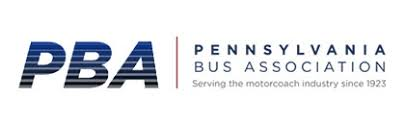 PBA
PENNSYLVANIA
BUS ASSOCIATION
Serving the motorcoach industry since 1923